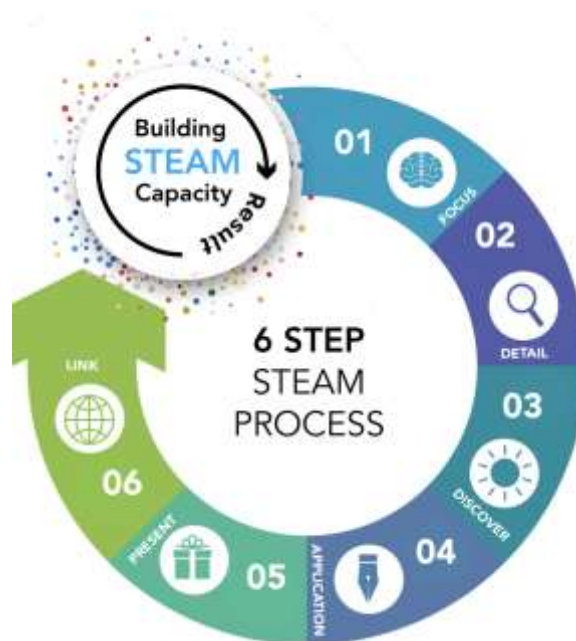 Building
STEAM
Capacity
Result
01
FOCUS
02
DETAIL
03
DISCOVER
04
APPLICATION
05
PRESENT
06
LINK
6 STEP
STEAM
PROCESS